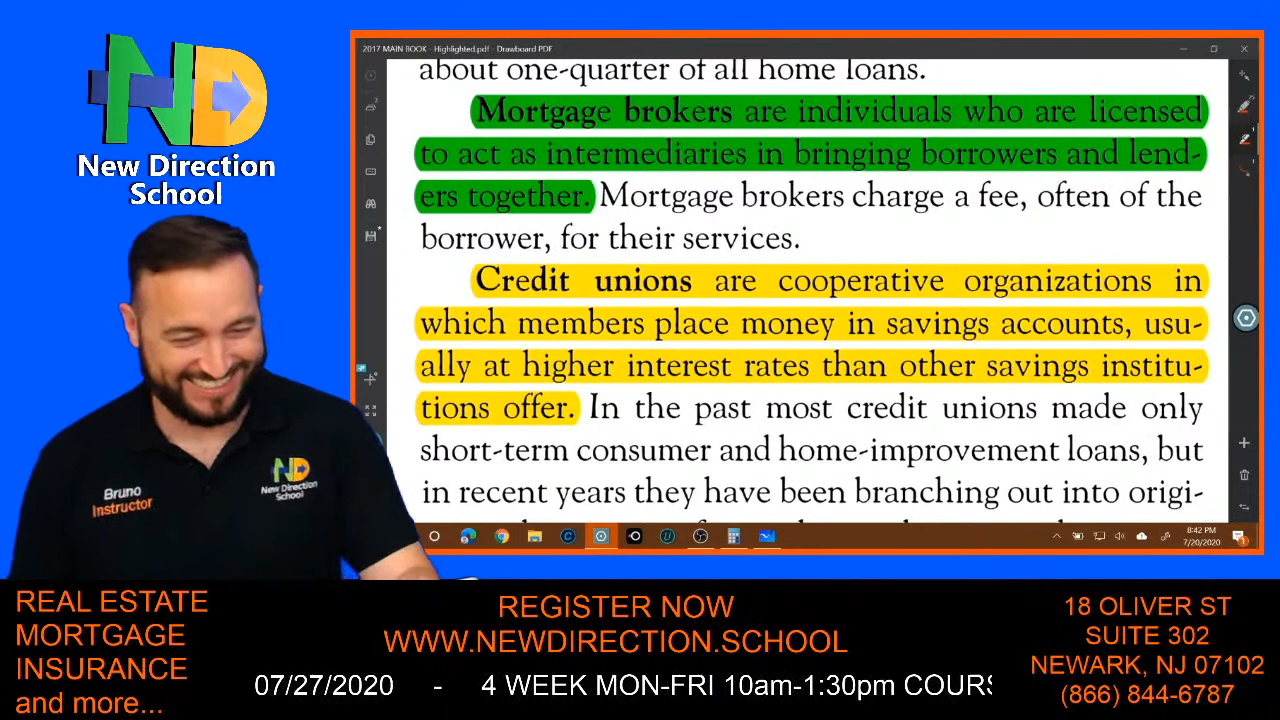 ND
New Direction
School
2017 MAIN BOOK - Highlighted.pdf - Drawboard PDF
about one-quarter of all home loans.
Mortgage brokers are individuals who are licensed
to act as intermediaries in bringing borrowers and lend-
ers together. Mortgage brokers charge a fee, often of the
borrower, for their services.
Credit unions are cooperative organizations in
which members place money in savings accounts, usu-
ally at higher interest rates than other savings institu-
tions offer. In the past most credit unions made only
short-term consumer and home-improvement loans, but
in recent years they have been branching out into origi-
8:42 PM
7/20/2020
Bruno
Instructor
ND
New Direction
School
REAL ESTATE
MORTGAGE
INSURANCE
and more...
REGISTER NOW
WWW.NEWDIRECTION.SCHOOL
07/27/2020 - 4 WEEK MON-FRI 10am-1:30pm COURS
18 OLIVER ST
SUITE 302
NEWARK, NJ 07102
(866) 844-6787